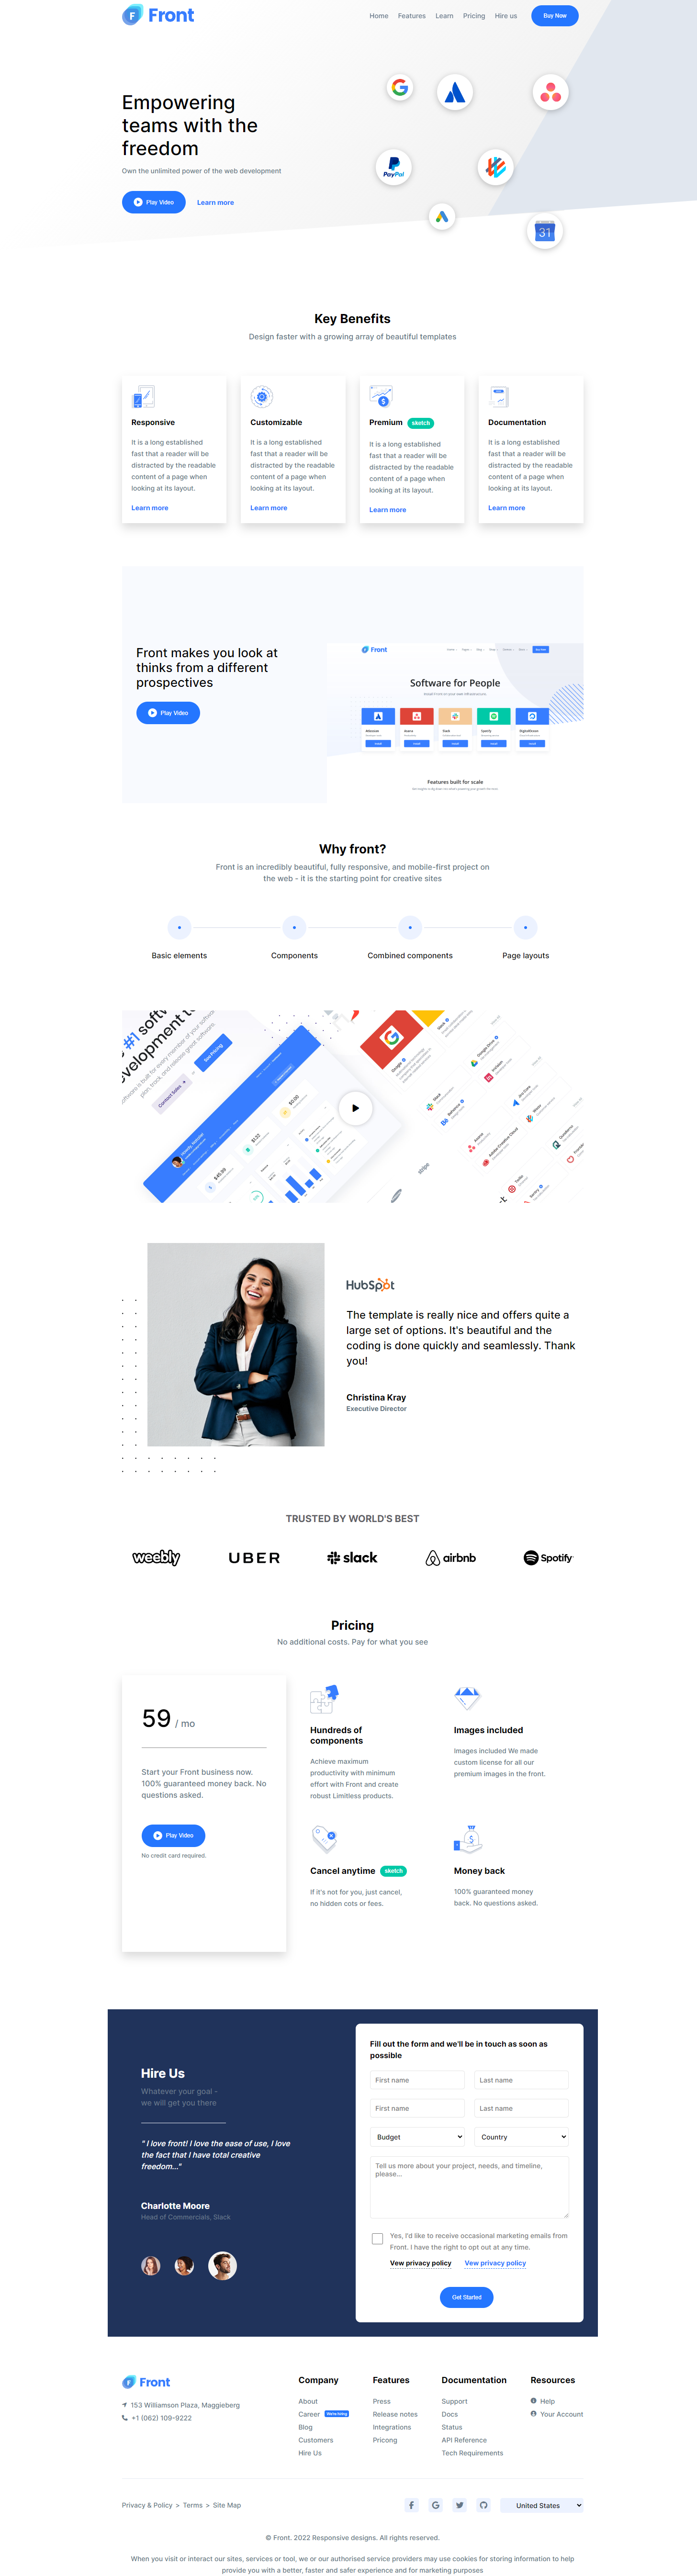 Front
Home Features Learn Pricing Hire us Buy Now
Empowering
teams with the
freedom
Own the unlimited power of the web development
Play Video Learn more
PayPal
31
Key Benefits
Design faster with a growing array of beautiful templates
Responsive
It is a long established
fast that a reader will be
distracted by the readable
content of a page when
looking at its layout.
Learn more
Customizable
It is a long established
fast that a reader will be
distracted by the readable
content of a page when
looking at its layout.
Learn more
Premium sketch
It is a long established
fast that a reader will be
distracted by the readable
content of a page when
looking at its layout.
Learn more
Documentation
It is a long established
fast that a reader will be
distracted by the readable
content of a page when
looking at its layout.
Learn more
Front makes you look at
thinks from a different
prospectives
Play Video
Front
Software for People
Features built for scale
Why front?
Front is an incredibly beautiful, fully responsive, and mobile-first project on
the web - it is the starting point for creative sites
Basic elements
Components
Combined components
Page layouts
#1
Contact Sales
See Pricing
Google
stripe
HubSpot
The template is really nice and offers quite a
large set of options. It's beautiful and the
coding is done quickly and seamlessly. Thank
you!
Christina Kray
Executive Director
TRUSTED BY WORLD'S BEST
weebly
UBER
slack
airbnb
Spotify
Pricing
No additional costs. Pay for what you see
59 / mo
Start your Front business now.
100% guaranteed money back. No
questions asked.
Play Video
No credit card required.
Hundreds of
components
Achieve maximum
productivity with minimum
effort with Front and create
robust Limitless products.
Images included
Images included We made
custom license for all our
premium images in the front.
Cancel anytime sketch
If it's not for you, just cancel,
no hidden cots or fees.
Money back
100% guaranteed money
back. No questions asked.
Hire Us
Whatever your goal -
we will get you there
" I love front! I love the ease of use, I love
the fact that I have total creative
freedom..."
Charlotte Moore
Head of Commercials, Slack
Fill out the form and we'll be in touch as soon as
possible
First name Last name
First name Last name
Budget Country
Tell us more about your project, needs, and timeline,
please...
Yes, I'd like to receive occasional marketing emails from
Front. I have the right to opt out at any time.
Vew privacy policy Vew privacy policy
Get Started
Front
153 Williamson Plaza, Maggieberg
+1 (062) 109-9222
Company
About
Career We're hiring
Blog
Customers
Hire Us
Features
Press
Release notes
Integrations
Pricong
Documentation
Support
Docs
Status
API Reference
Tech Requirements
Resources
Help
Your Account
Privacy & Policy > Terms > Site Map
United States
© Front. 2022 Responsive designs. All rights reserved.
When you visit or interact our sites, services or tool, we or our authorised service providers may use cookies for storing information to help
provide you with a better, faster and safer experience and for marketing purposes